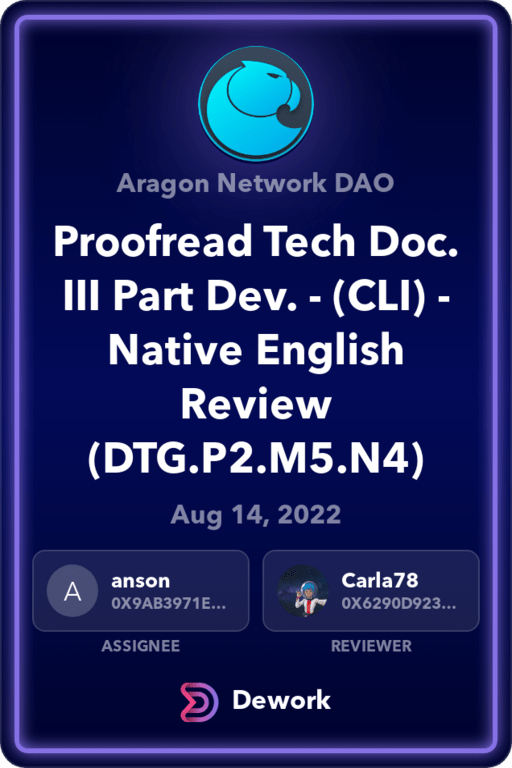 Aragon Network DAO
Proofread Tech Doc.
III Part Dev. - (CLI) -
Native English
Review
(DTG.P2.M5.N4)
Aug 14, 2022
A
anson
0X9AB3971E...
Carla78
0X6290D923...
ASSIGNEE
REVIEWER
Dework